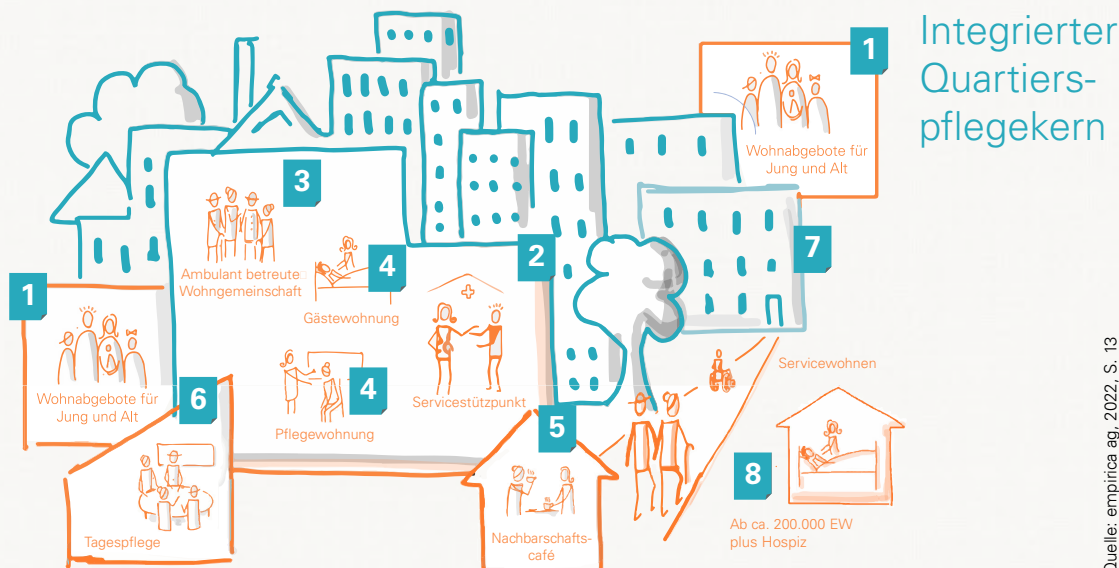 Integrierter
Quartiers-
pflegekern
1
Wohnabgebote für
Jung und Alt
3
Ambulant betreute
Wohngemeinschaft
4
Gästewohnung
2
Servicestützpunkt
7
Servicewohnen
1
Wohnabgebote für
Jung und Alt
4
Pflegewohnung
6
Tagespflege
5
Nachbarschafts-
café
8
Ab ca. 200.000 EW
plus Hospiz
Quelle: empirica ag, 2022, S. 13